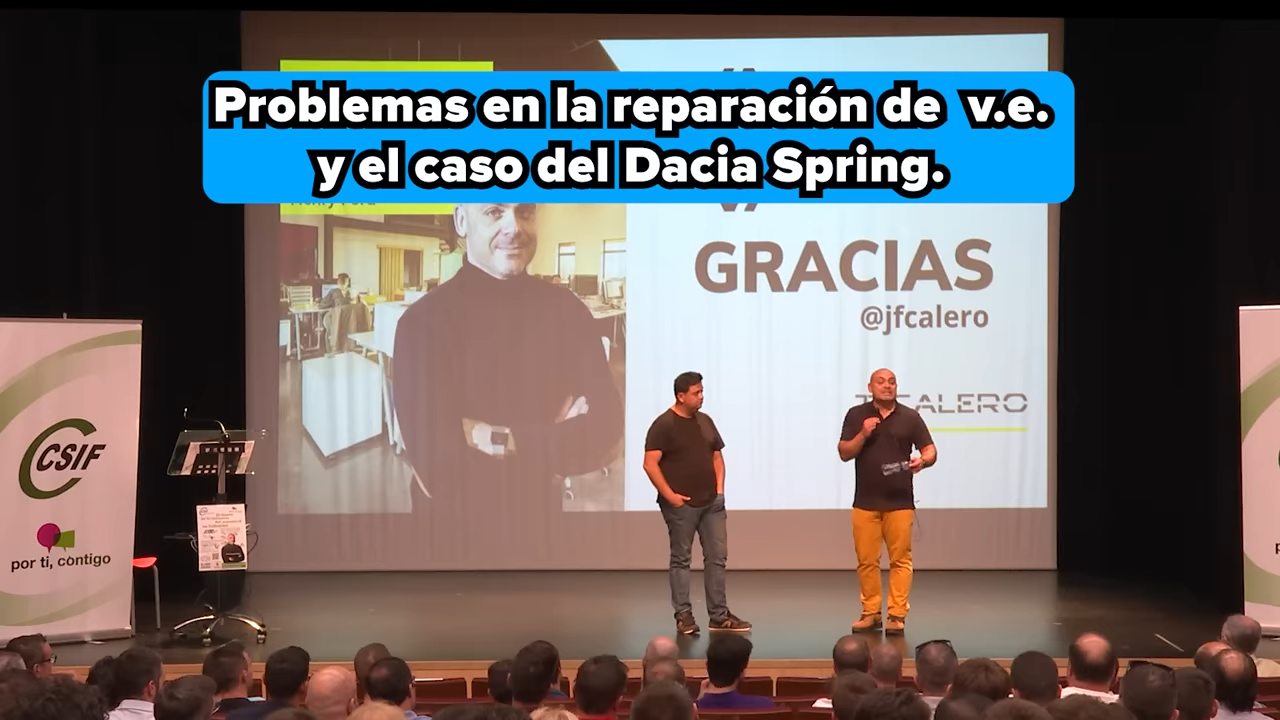 Problemas en la reparación de v.e.
y el caso del Dacia Spring.
GRACIAS
@jfcalero
CSIF
por ti, contigo